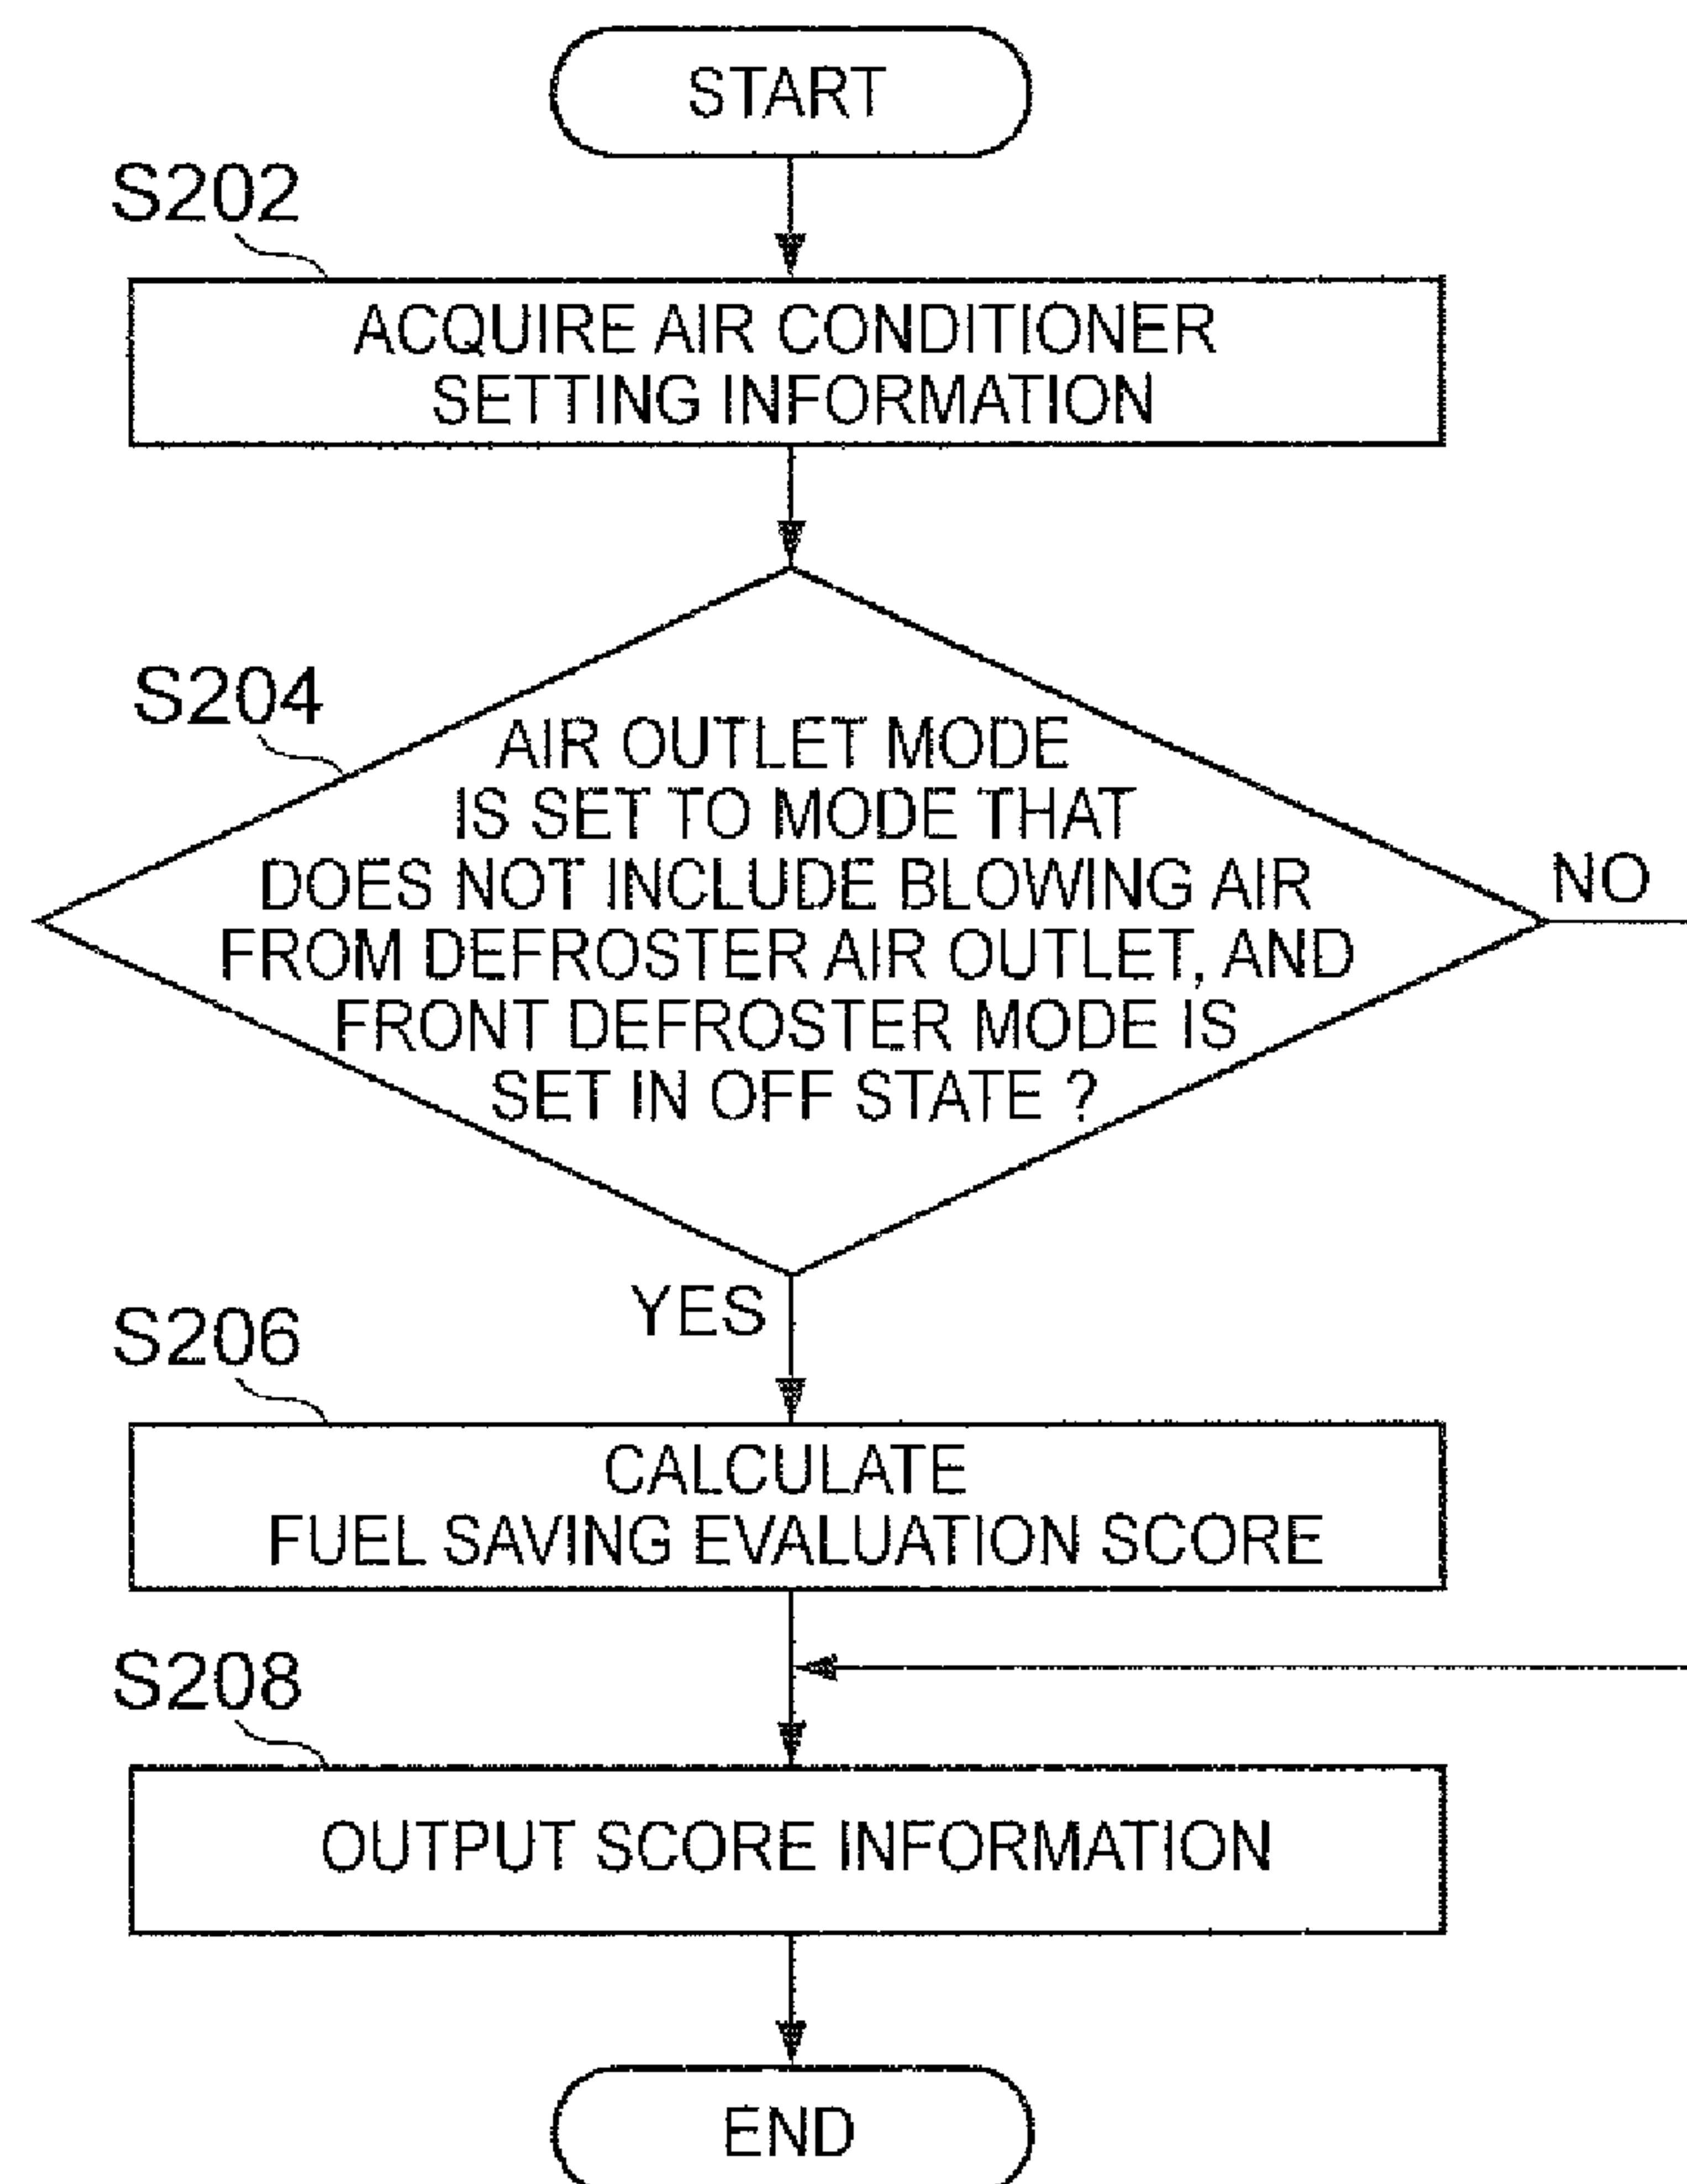 START
S202
ACQUIRE AIR CONDITIONER
SETTING INFORMATION
S204
AIR OUTLET MODE
IS SET TO MODE THAT
DOES NOT INCLUDE BLOWING AIR
FROM DEFROSTER AIR OUTLET, AND
FRONT DEFROSTER MODE IS
SET IN OFF STATE ?
NO
YES
S206
CALCULATE
FUEL SAVING EVALUATION SCORE
S208
OUTPUT SCORE INFORMATION
END